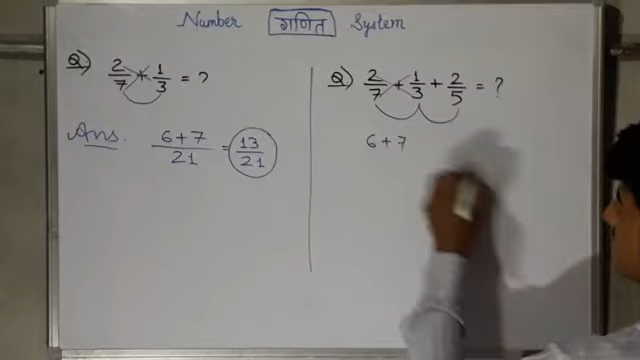 Number गणित System
Q) 2/7 + 1/3 = ?
Ans. 6+7/21 = 13/21
Q) 2/7 + 1/3 + 2/5 = ?
6+7